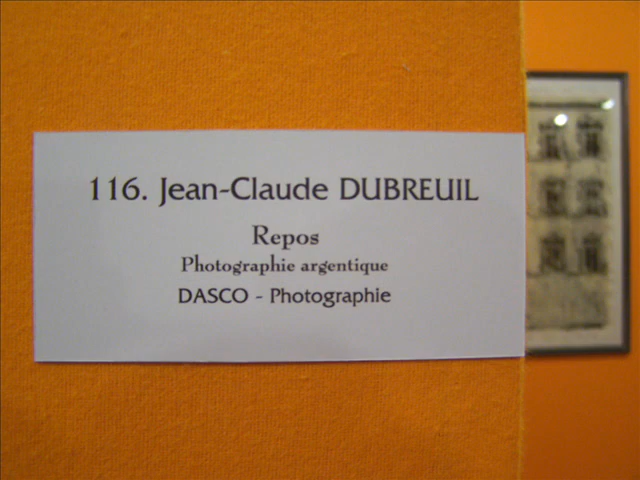 116. Jean-Claude DUBREUIL
Repos
Photographie argentique
DASCO - Photographie